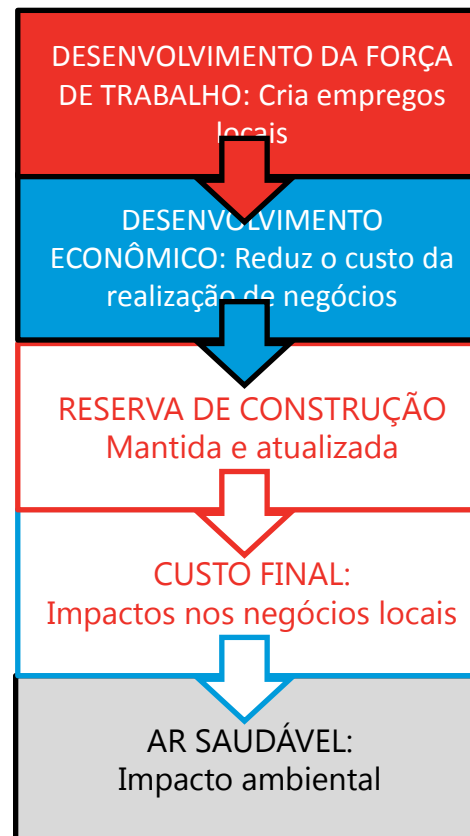 DESENVOLVIMENTO DA FORÇA
DE TRABALHO: Cria empregos
locais
DESENVOLVIMENTO
ECONÔMICO: Reduz o custo da
realização de negócios
RESERVA DE CONSTRUÇÃO
Mantida e atualizada
CUSTO FINAL:
Impactos nos negócios locais
AR SAUDÁVEL:
Impacto ambiental